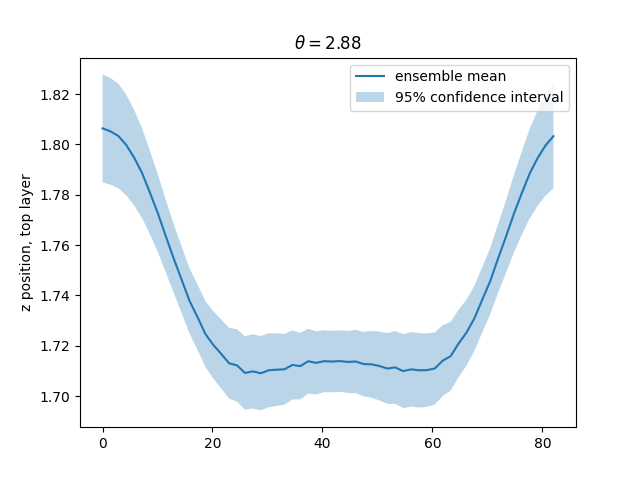 θ = 2.88
ensemble mean
95% confidence interval
z position, top layer
1.82
1.80
1.78
1.76
1.74
1.72
1.70
0 20 40 60 80